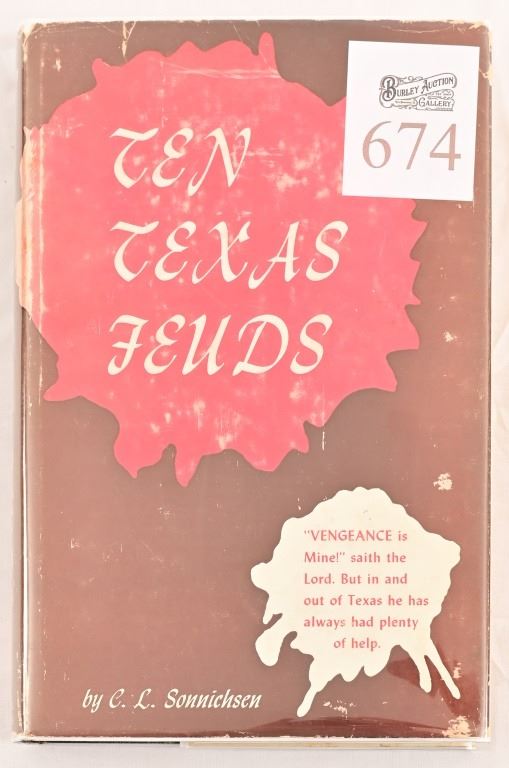 BURLEY AUCTION
GALLERY
674
TEN
TEXAS
FEUDS
"VENGEANCE is
Mine!" saith the
Lord. But in and
out of Texas he has
always had plenty
of help.
by C. L. Sonnichsen